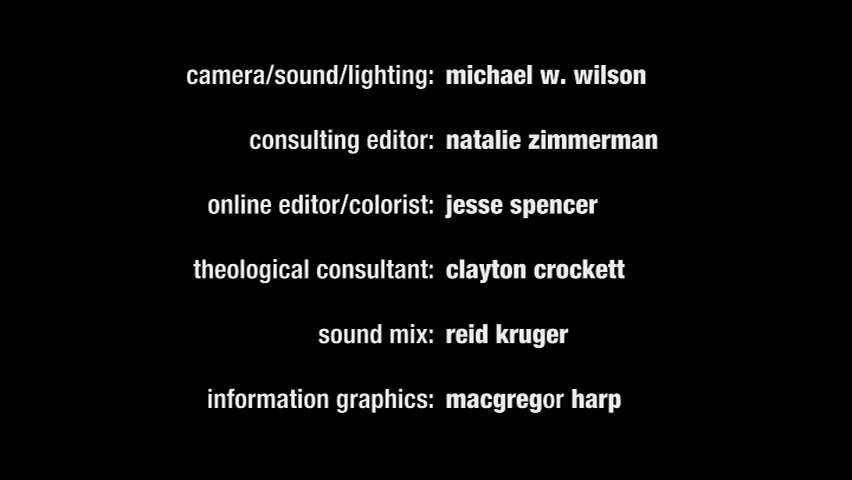 camera/sound/lighting: michael w. wilson
consulting editor: natalie zimmerman
online editor/colorist: jesse spencer
theological consultant: clayton crockett
sound mix: reid kruger
information graphics: macgregor harp